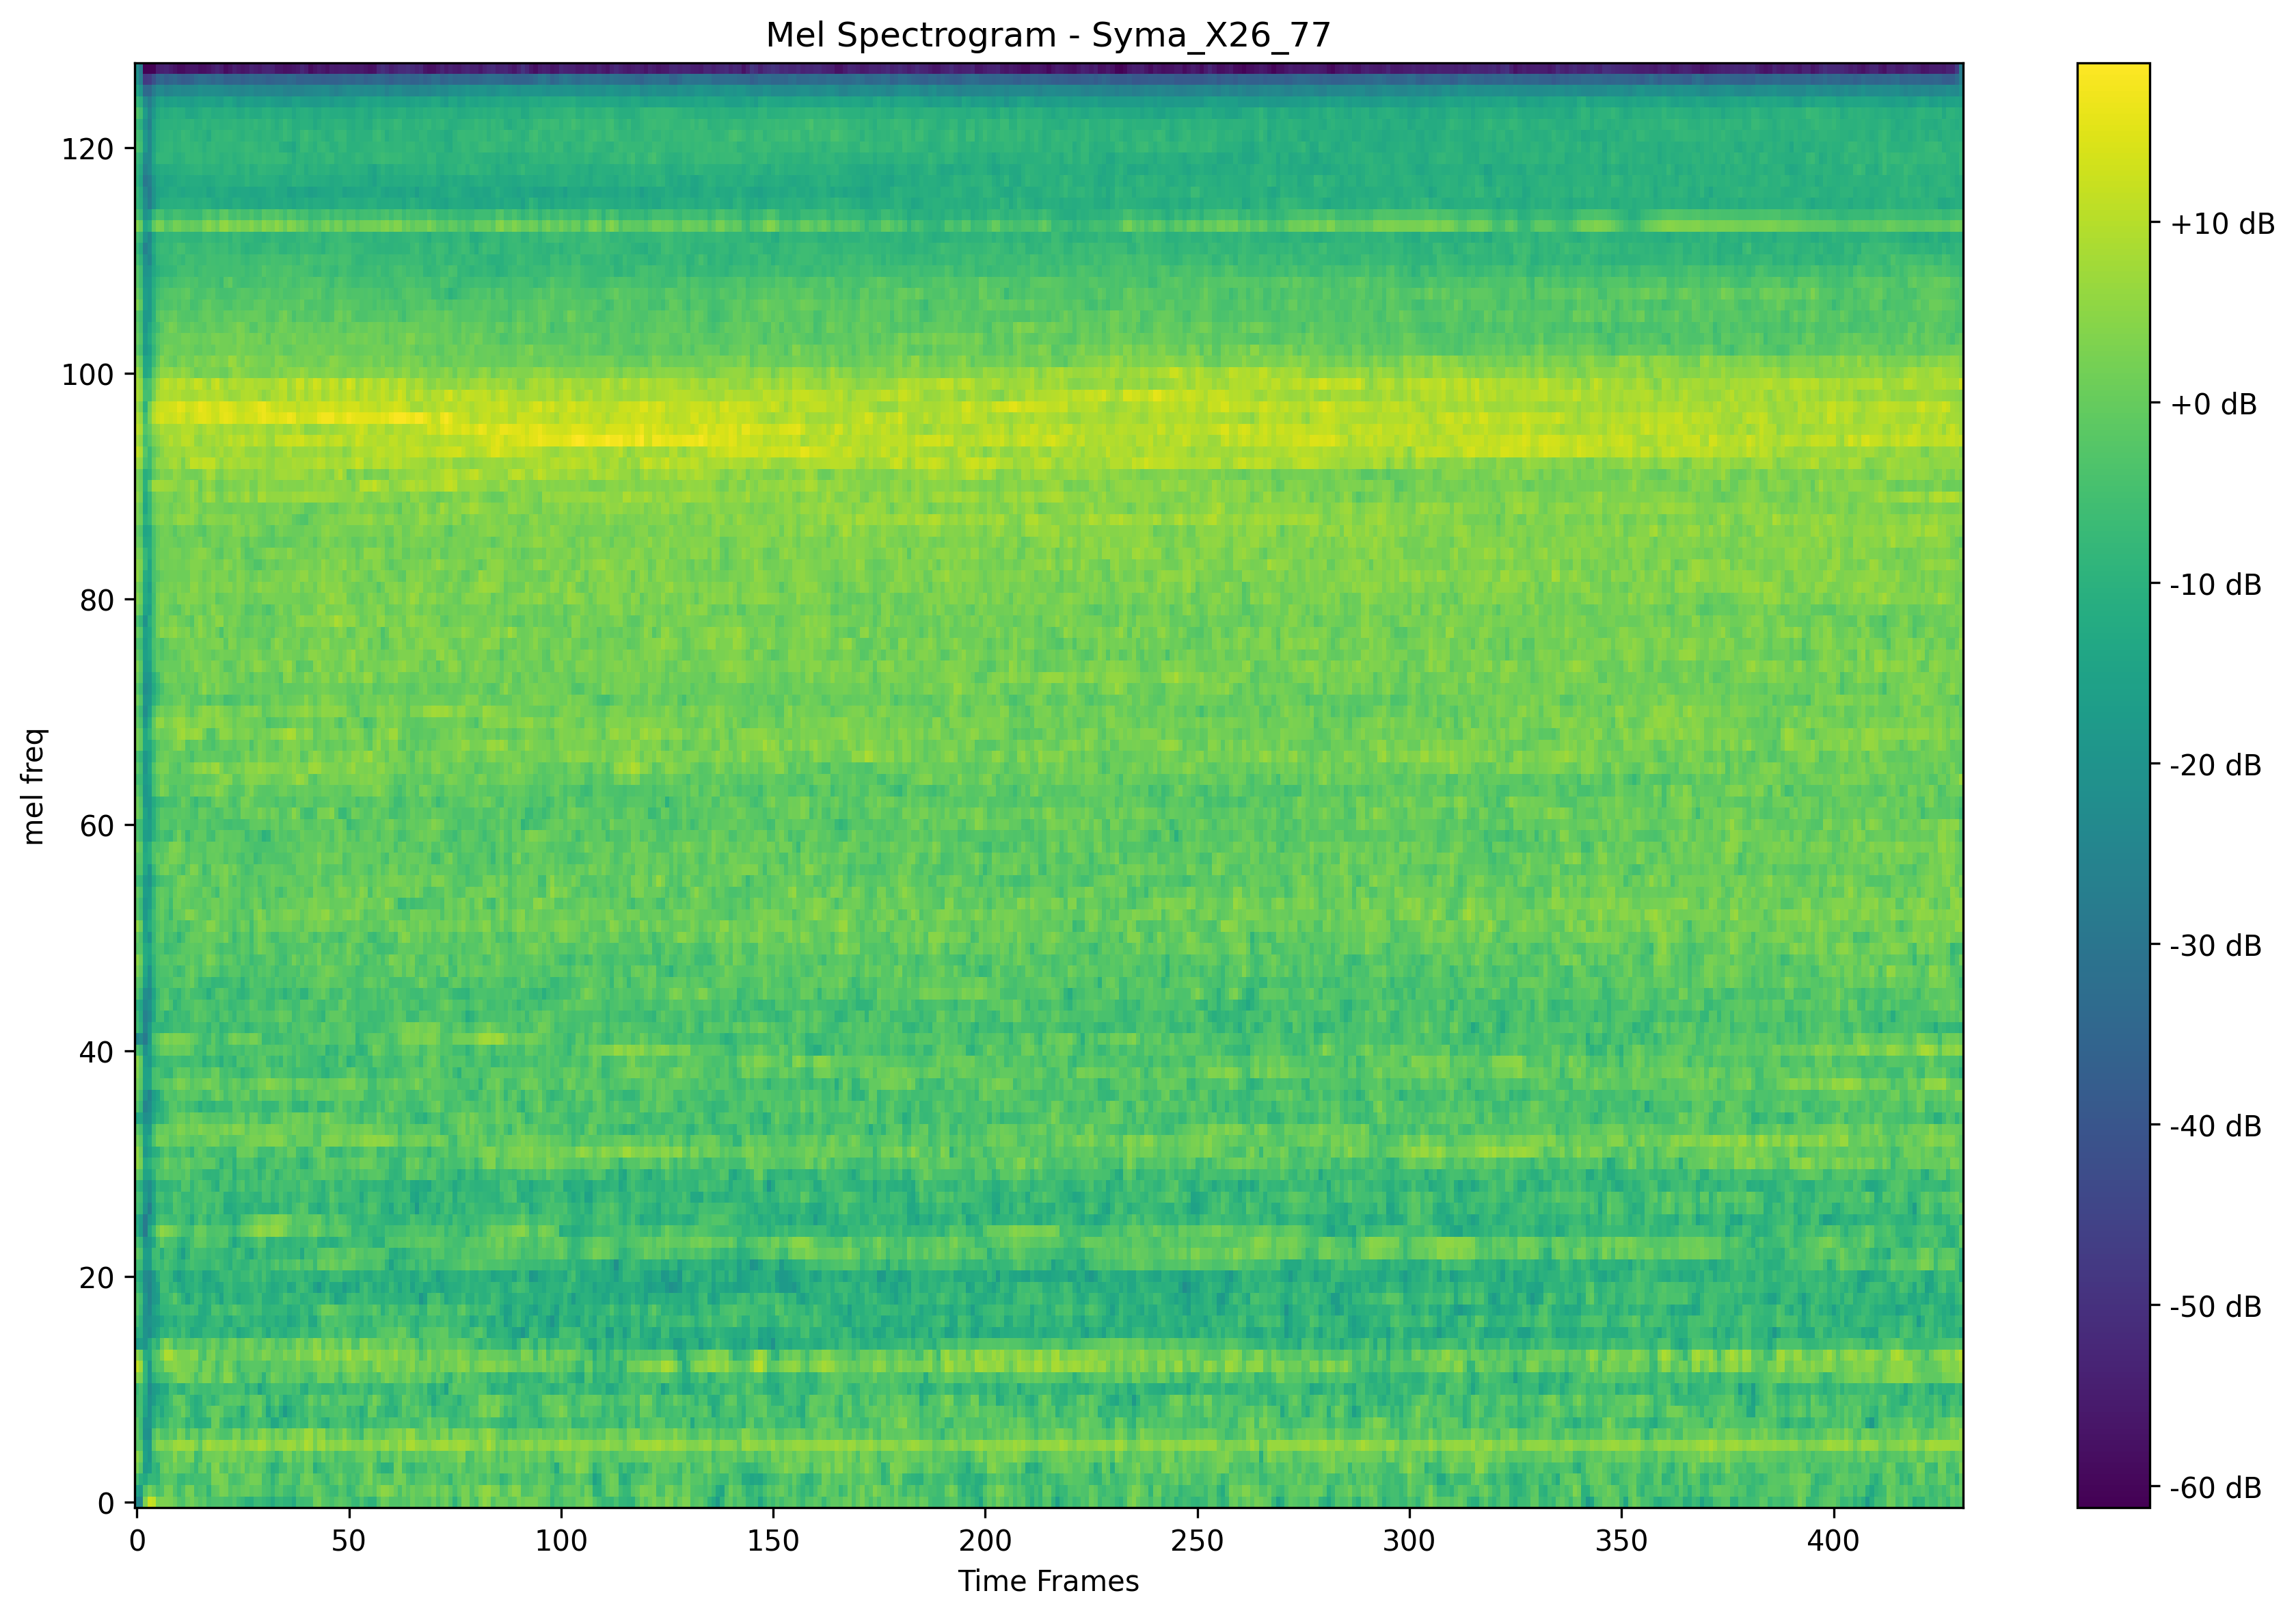 Mel Spectrogram - Syma_X26_77
mel freq
120
100
80
60
40
20
0
0 50 100 150 200 250 300 350 400
Time Frames
+10 dB
+0 dB
-10 dB
-20 dB
-30 dB
-40 dB
-50 dB
-60 dB